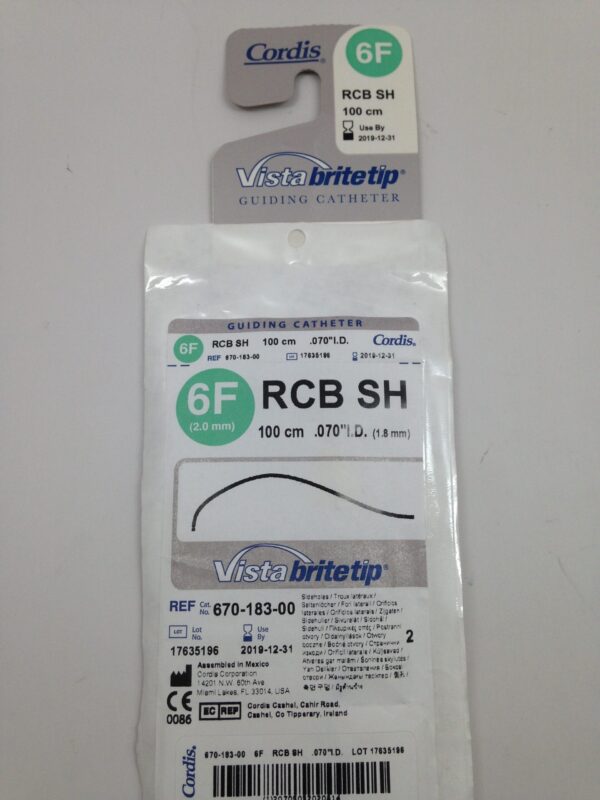 Cordis®
6F
RCB SH
100 cm
Use By
2019-12-31
Vista britetip®
GUIDING CATHETER
GUIDING CATHETER
6F RCB SH 100 cm .070"I.D. Cordis®
REF 670-183-00 LOT 17635196 2019-12-31
6F
(2.0 mm)
RCB SH
100 cm .070"I.D. (1.8 mm)
Vista britetip®
REF Cat. No. 670-183-00
LOT Lot No. Use By
17635196 2019-12-31
Sideholes / Troux latéraux /
2
Assembled in Mexico
Cordis Corporation
14201 N.W. 60th Ave
Miami Lakes, FL 33014, USA
CE
0086
EC REP Cordis Cashel, Cahir Road,
Cashel, Co Tipperary, Ireland
Cordis®
670-183-00 6F RCB SH .070"I.D. LOT 17635196